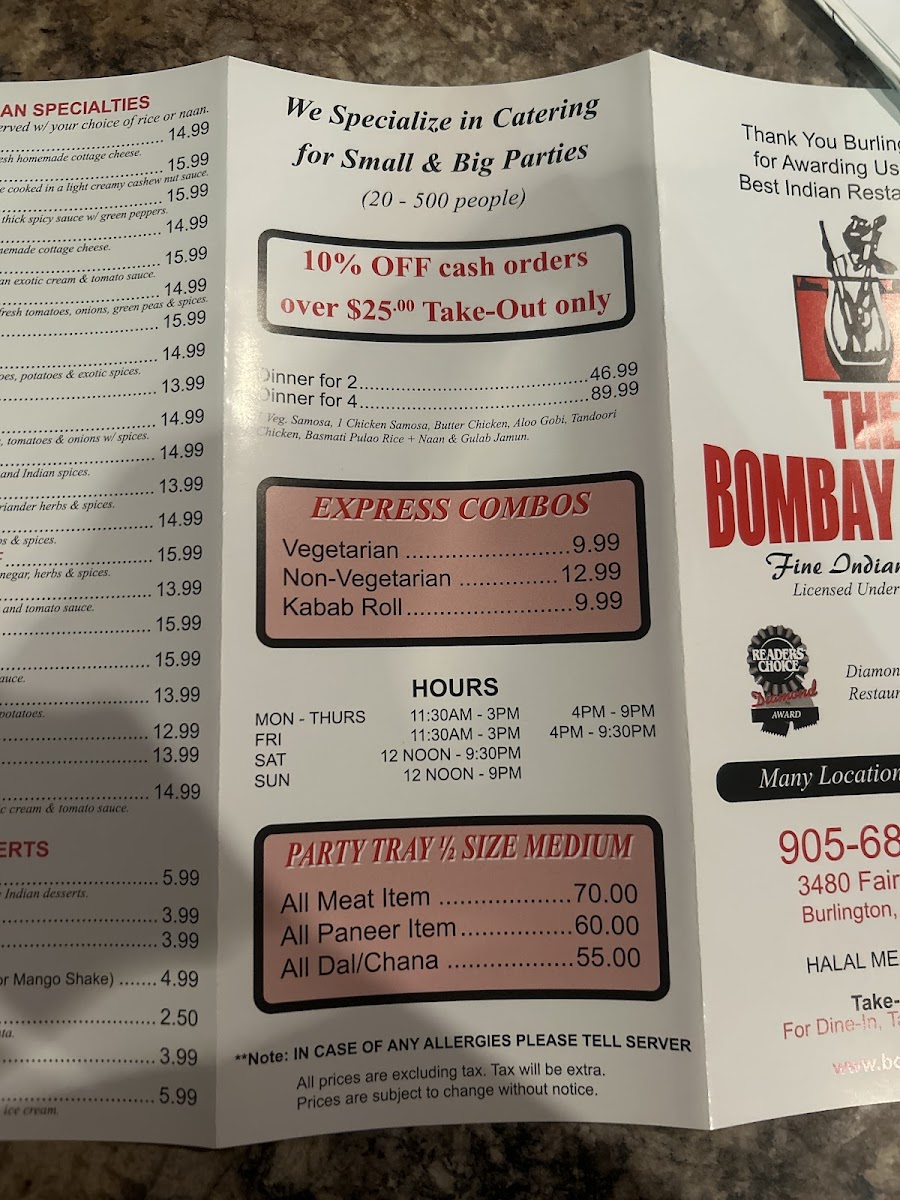 AN SPECIALTIES
erved w/ your choice of rice or naan.
14.99
esh homemade cottage cheese.
15.99
e cooked in a light creamy cashew nut sauce.
15.99
thick spicy sauce w/ green peppers.
14.99
memade cottage cheese.
15.99
an exotic cream & tomato sauce.
14.99
fresh tomatoes, onions, green peas & spices.
15.99
14.99
oes, potatoes & exotic spices.
13.99
14.99
, tomatoes & onions w/ spices.
14.99
and Indian spices.
13.99
riander herbs & spices.
14.99
s & spices.
15.99
negar, herbs & spices.
13.99
and tomato sauce.
15.99
15.99
auce.
13.99
potatoes.
12.99
13.99
14.99
ic cream & tomato sauce.
ERTS
5.99
Indian desserts.
3.99
3.99
or Mango Shake) ....... 4.99
2.50
ta.
3.99
5.99
ice cream.
We Specialize in Catering
for Small & Big Parties
(20 - 500 people)
10% OFF cash orders
over $25.00 Take-Out only
Dinner for 2 46.99
Dinner for 4 89.99
Veg. Samosa, 1 Chicken Samosa, Butter Chicken, Aloo Gobi, Tandoori
Chicken, Basmati Pulao Rice + Naan & Gulab Jamun.
EXPRESS COMBOS
Vegetarian 9.99
Non-Vegetarian 12.99
Kabab Roll 9.99
HOURS
MON - THURS 11:30AM - 3PM 4PM - 9PM
FRI 11:30AM - 3PM 4PM - 9:30PM
SAT 12 NOON - 9:30PM
SUN 12 NOON - 9PM
PARTY TRAY ½ SIZE MEDIUM
All Meat Item 70.00
All Paneer Item 60.00
All Dal/Chana 55.00
**Note: IN CASE OF ANY ALLERGIES PLEASE TELL SERVER
All prices are excluding tax. Tax will be extra.
Prices are subject to change without notice.
Thank You Burling
for Awarding Us
Best Indian Resta
THE
BOMBAY
Fine Indian
Licensed Under
READERS
CHOICE
Diamond
AWARD
Diamon
Restaur
Many Location
905-68
3480 Fair
Burlington,
HALAL ME
Take-
For Dine-In, Ta
www.bo